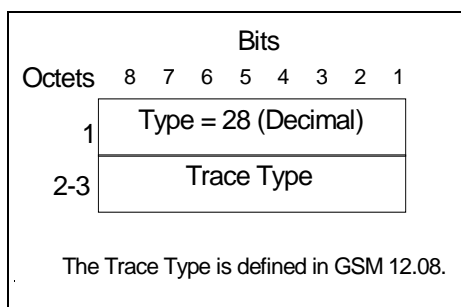 Bits
Octets 8 7 6 5 4 3 2 1
1 Type = 28 (Decimal)
2-3 Trace Type
The Trace Type is defined in GSM 12.08.